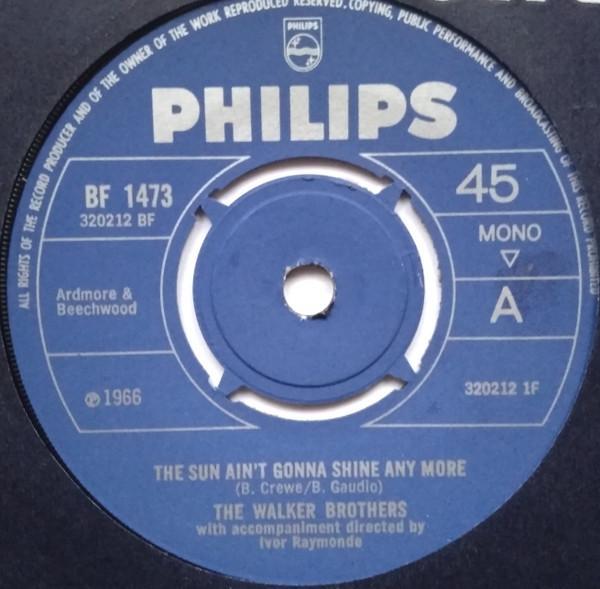 ALL RIGHTS OF THE RECORD PRODUCER AND OF THE OWNER OF THE WORK REPRODUCED RESERVED. COPYING, PUBLIC PERFORMANCE AND BROADCASTING OF THIS RECORD PROHIBITED
PHILIPS
PHILIPS
BF 1473
320212 BF
45
MONO
A
Ardmore &
Beechwood
℗ 1966
320212 1F
THE SUN AIN'T GONNA SHINE ANY MORE
(B. Crewe/B. Gaudio)
THE WALKER BROTHERS
with accompaniment directed by
Ivor Raymonde